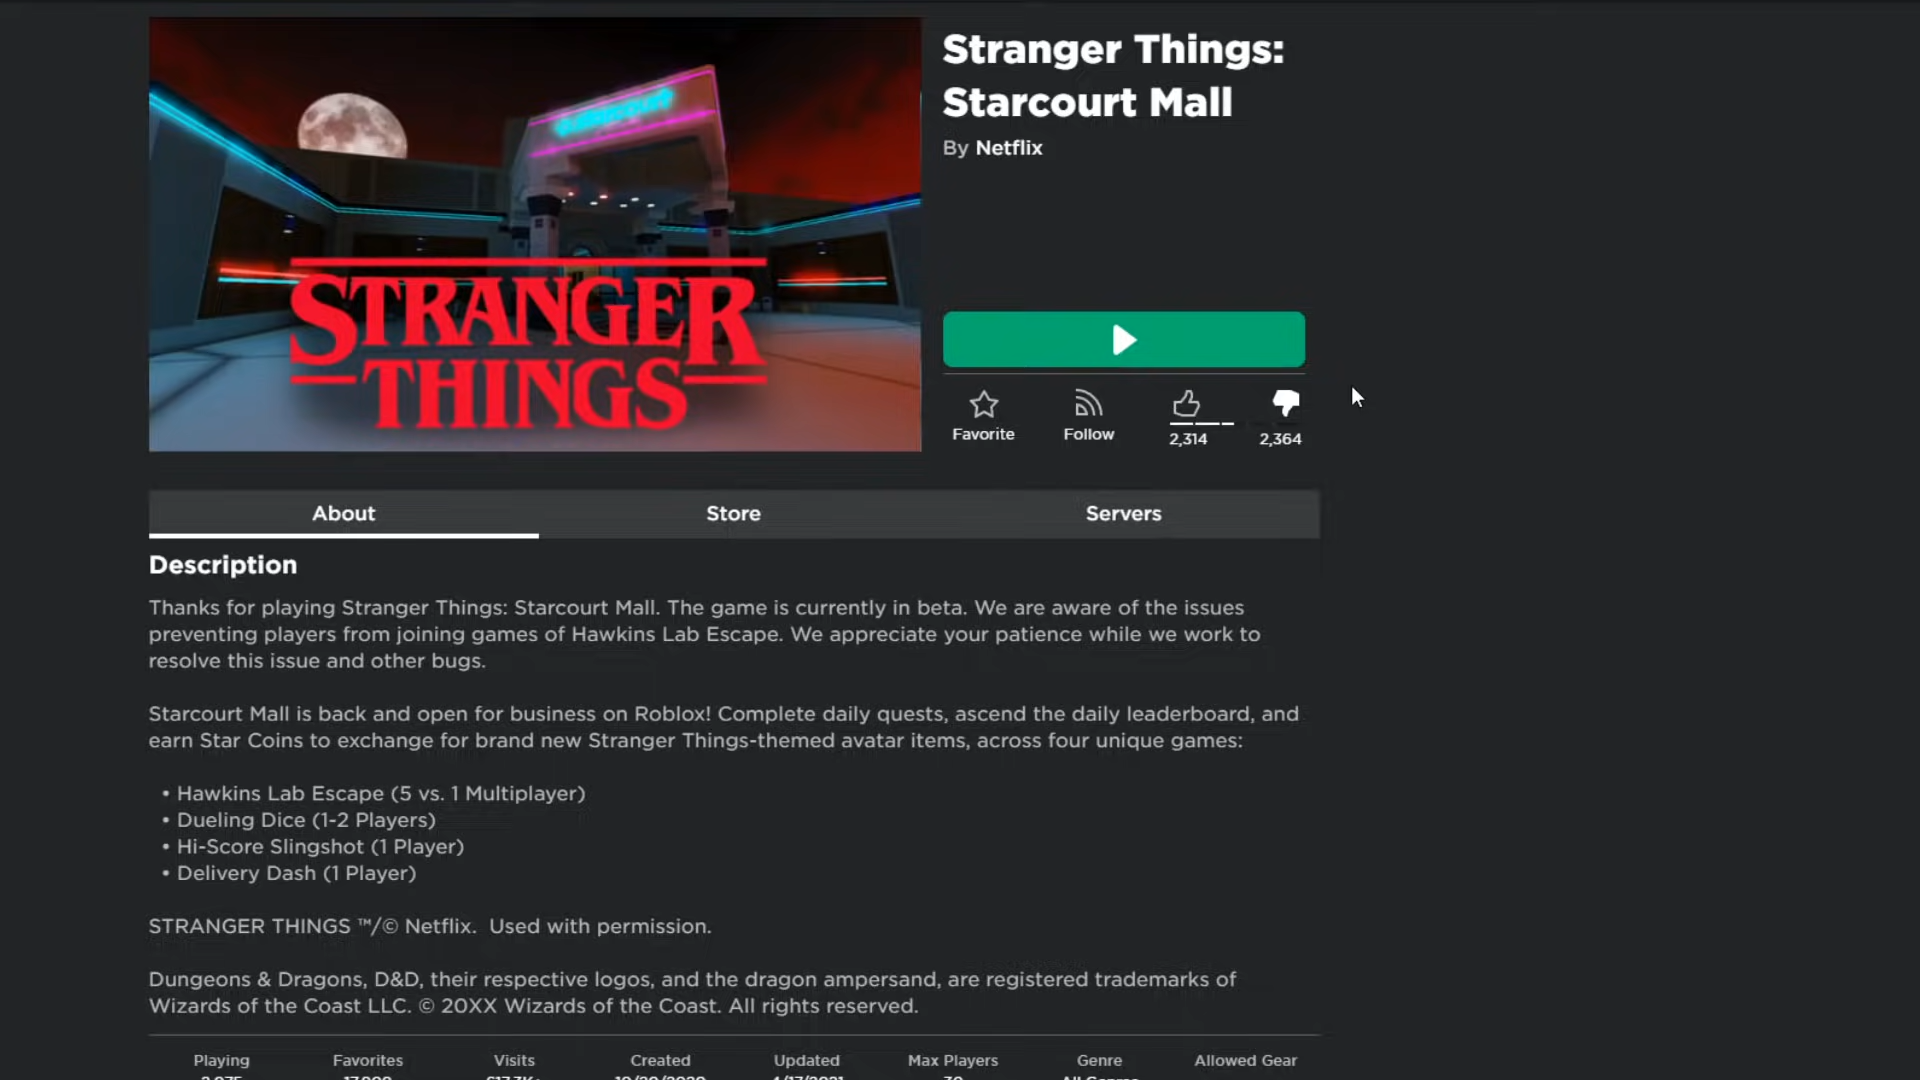 Stranger Things:
Starcourt Mall
By Netflix
starcourt
STRANGER
THINGS
Favorite
Follow
2,314
2,364
About
Store
Servers
Description
Thanks for playing Stranger Things: Starcourt Mall. The game is currently in beta. We are aware of the issues
preventing players from joining games of Hawkins Lab Escape. We appreciate your patience while we work to
resolve this issue and other bugs.
Starcourt Mall is back and open for business on Roblox! Complete daily quests, ascend the daily leaderboard, and
earn Star Coins to exchange for brand new Stranger Things-themed avatar items, across four unique games:
• Hawkins Lab Escape (5 vs. 1 Multiplayer)
• Dueling Dice (1-2 Players)
• Hi-Score Slingshot (1 Player)
• Delivery Dash (1 Player)
STRANGER THINGS ™/© Netflix.  Used with permission.
Dungeons & Dragons, D&D, their respective logos, and the dragon ampersand, are registered trademarks of
Wizards of the Coast LLC. © 20XX Wizards of the Coast. All rights reserved.
Playing Favorites Visits Created Updated Max Players Genre Allowed Gear